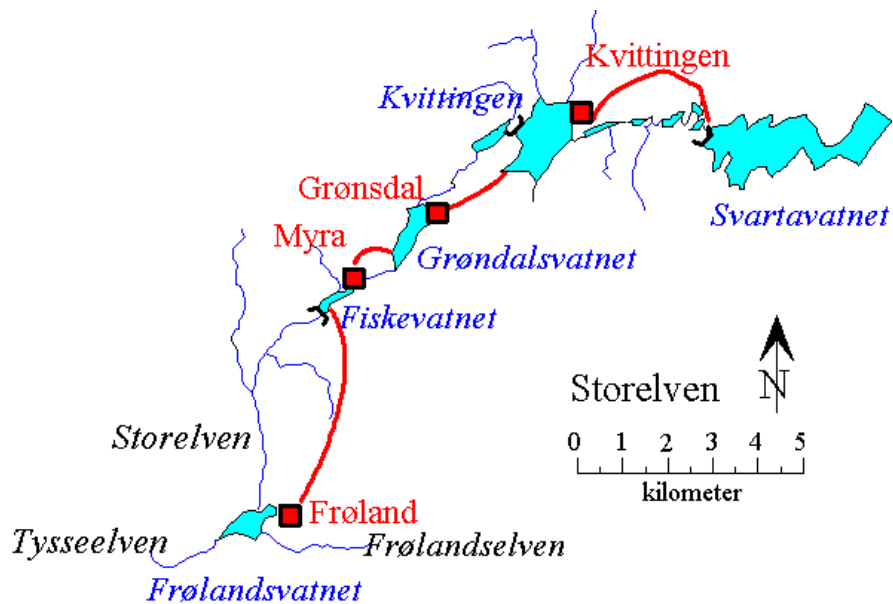 Kvittingen
Kvittingen
Grønsdal
Svartavatnet
Myra
Grøndalsvatnet
Fiskevatnet
Storelven
N
0 1 2 3 4 5
kilometer
Storelven
Frøland
Tysseelven
Frølandselven
Frølandsvatnet